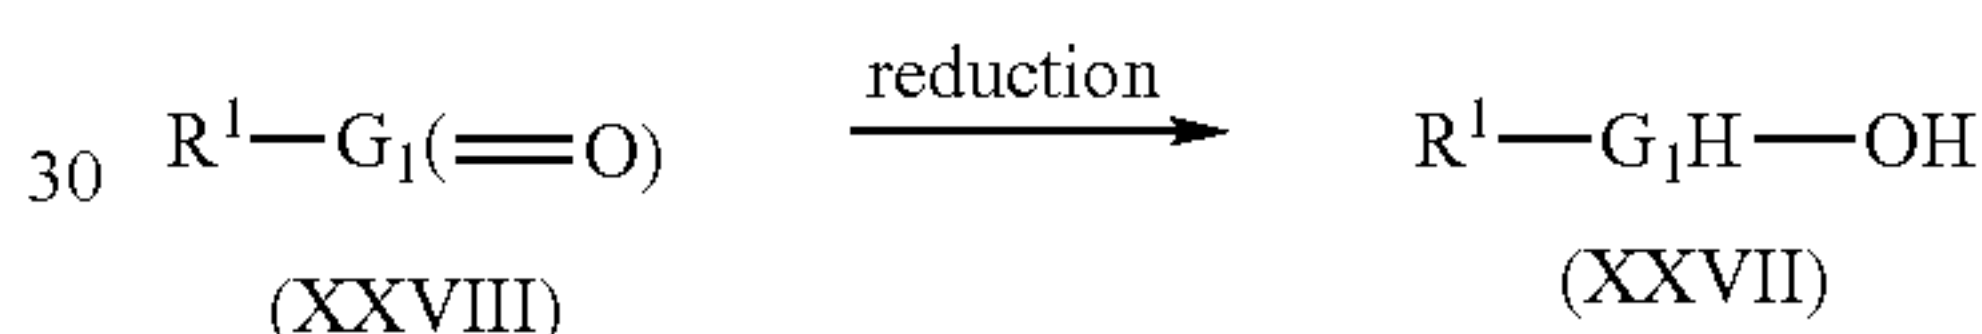 reduction
30 R¹—G₁(═O) R¹—G₁H—OH
(XXVIII) (XXVII)